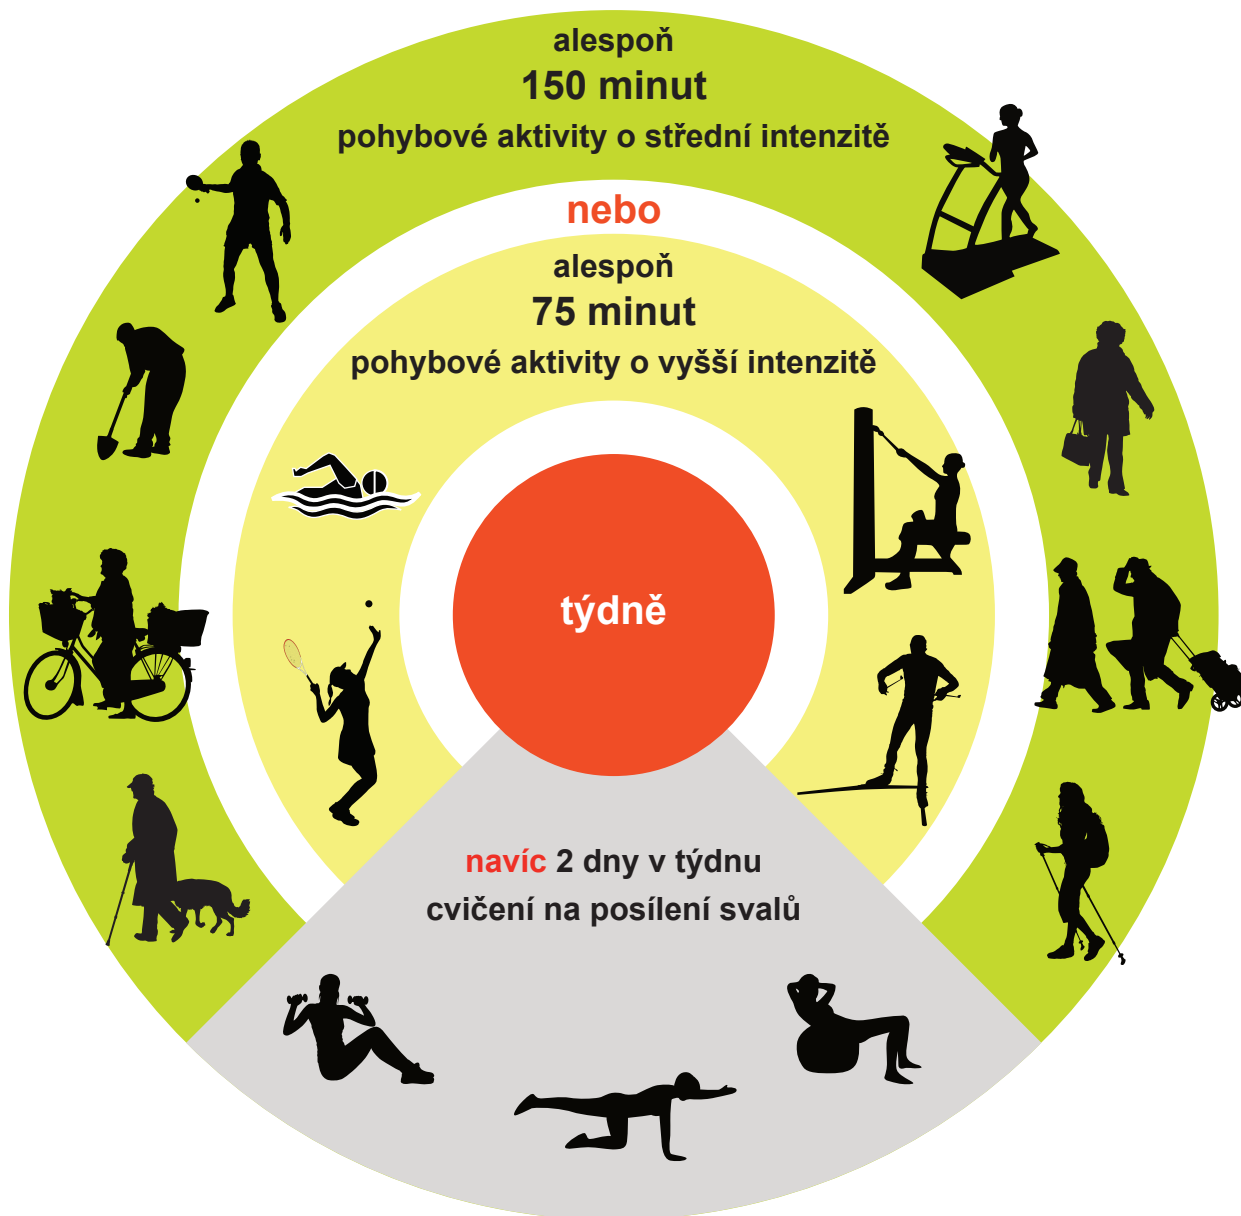 alespoň
150 minut
pohybové aktivity o střední intenzitě
nebo
alespoň
75 minut
pohybové aktivity o vyšší intenzitě
týdně
navíc 2 dny v týdnu
cvičení na posílení svalů